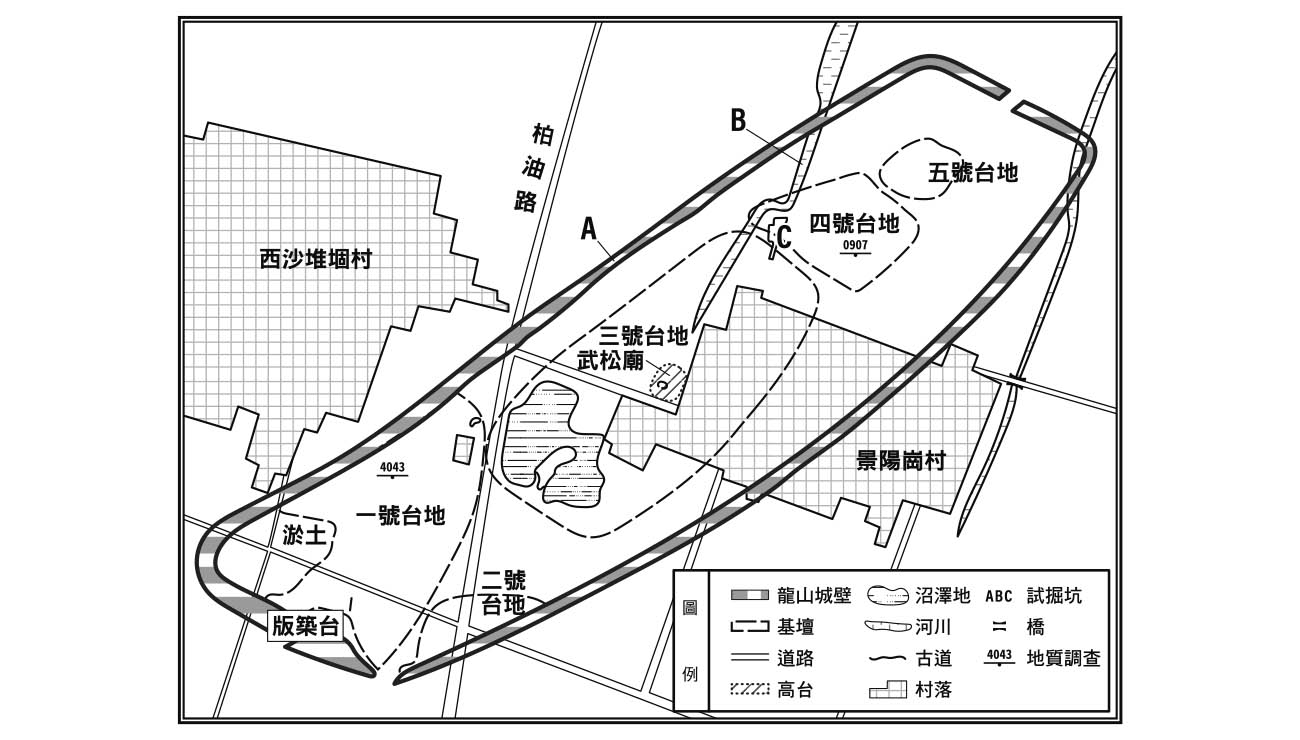 柏油路
B
五號台地
A
四號台地
C
0907
西沙堆堌村
三號台地
武松廟
4043
景陽崗村
一號台地
淤土
二號
台地
版築台
圖例
龍山城壁
沼澤地
ABC
試掘坑
基壇
河川
橋
道路
古道
4043
地質調查
高台
村落